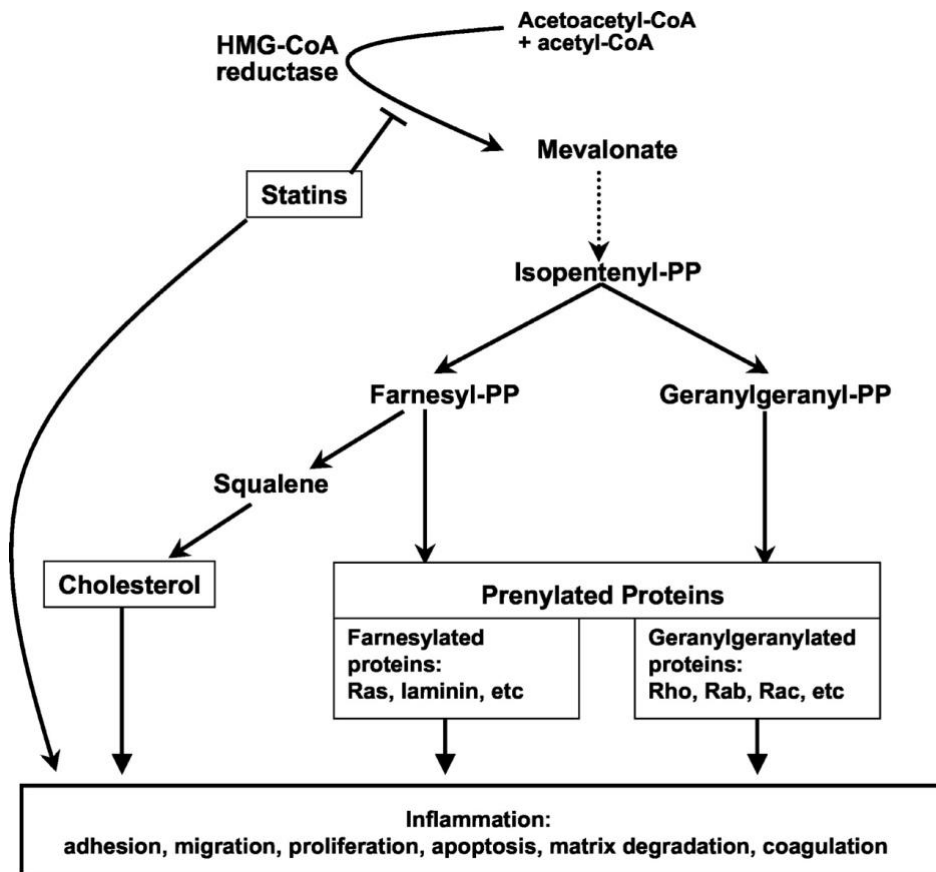 Acetoacetyl-CoA
+ acetyl-CoA
HMG-CoA
reductase
Mevalonate
Statins
Isopentenyl-PP
Farnesyl-PP
Geranylgeranyl-PP
Squalene
Cholesterol
Prenylated Proteins
Farnesylated
proteins:
Ras, laminin, etc
Geranylgeranylated
proteins:
Rho, Rab, Rac, etc
Inflammation:
adhesion, migration, proliferation, apoptosis, matrix degradation, coagulation